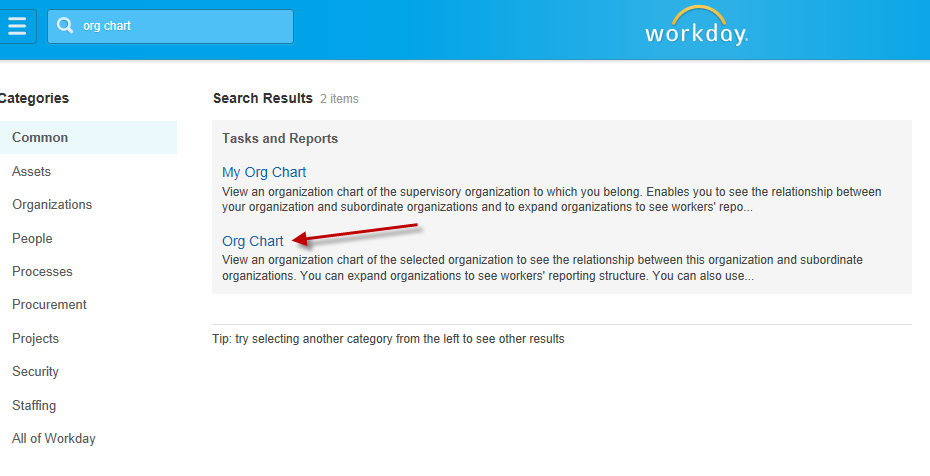 org chart
workday.
Categories
Common
Assets
Organizations
People
Processes
Procurement
Projects
Security
Staffing
All of Workday
Search Results 2 items
Tasks and Reports
My Org Chart
View an organization chart of the supervisory organization to which you belong. Enables you to see the relationship between
your organization and subordinate organizations and to expand organizations to see workers' repo...
Org Chart
View an organization chart of the selected organization to see the relationship between this organization and subordinate
organizations. You can expand organizations to see workers' reporting structure. You can also use...
Tip: try selecting another category from the left to see other results